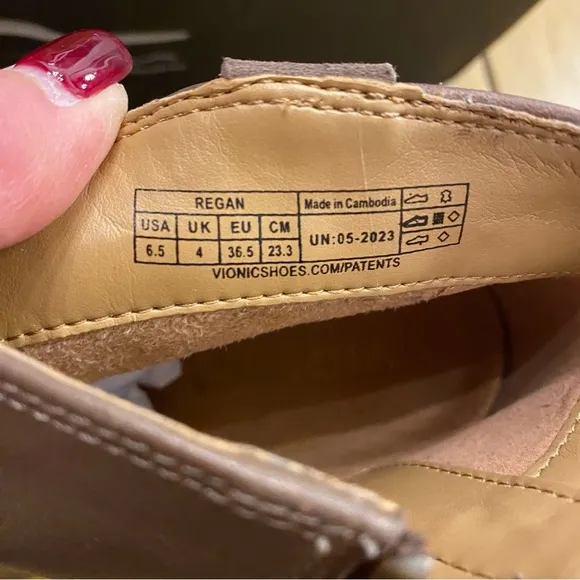 REGAN Made in Cambodia
USA UK EU CM
6.5 4 36.5 23.3 UN:05-2023
VIONICSHOES.COM/PATENTS